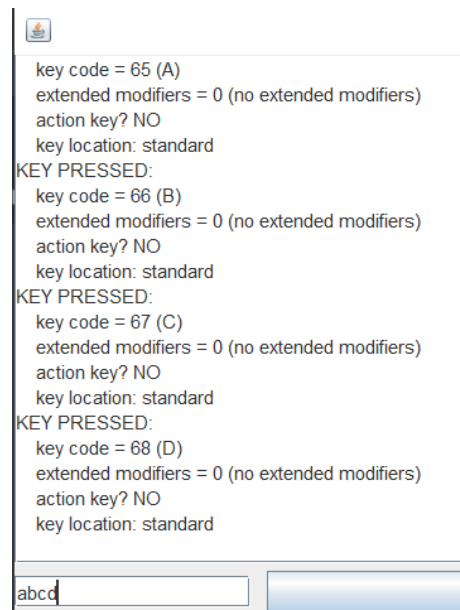 key code = 65 (A)
extended modifiers = 0 (no extended modifiers)
action key? NO
key location: standard
KEY PRESSED:
key code = 66 (B)
extended modifiers = 0 (no extended modifiers)
action key? NO
key location: standard
KEY PRESSED:
key code = 67 (C)
extended modifiers = 0 (no extended modifiers)
action key? NO
key location: standard
KEY PRESSED:
key code = 68 (D)
extended modifiers = 0 (no extended modifiers)
action key? NO
key location: standard
abcd